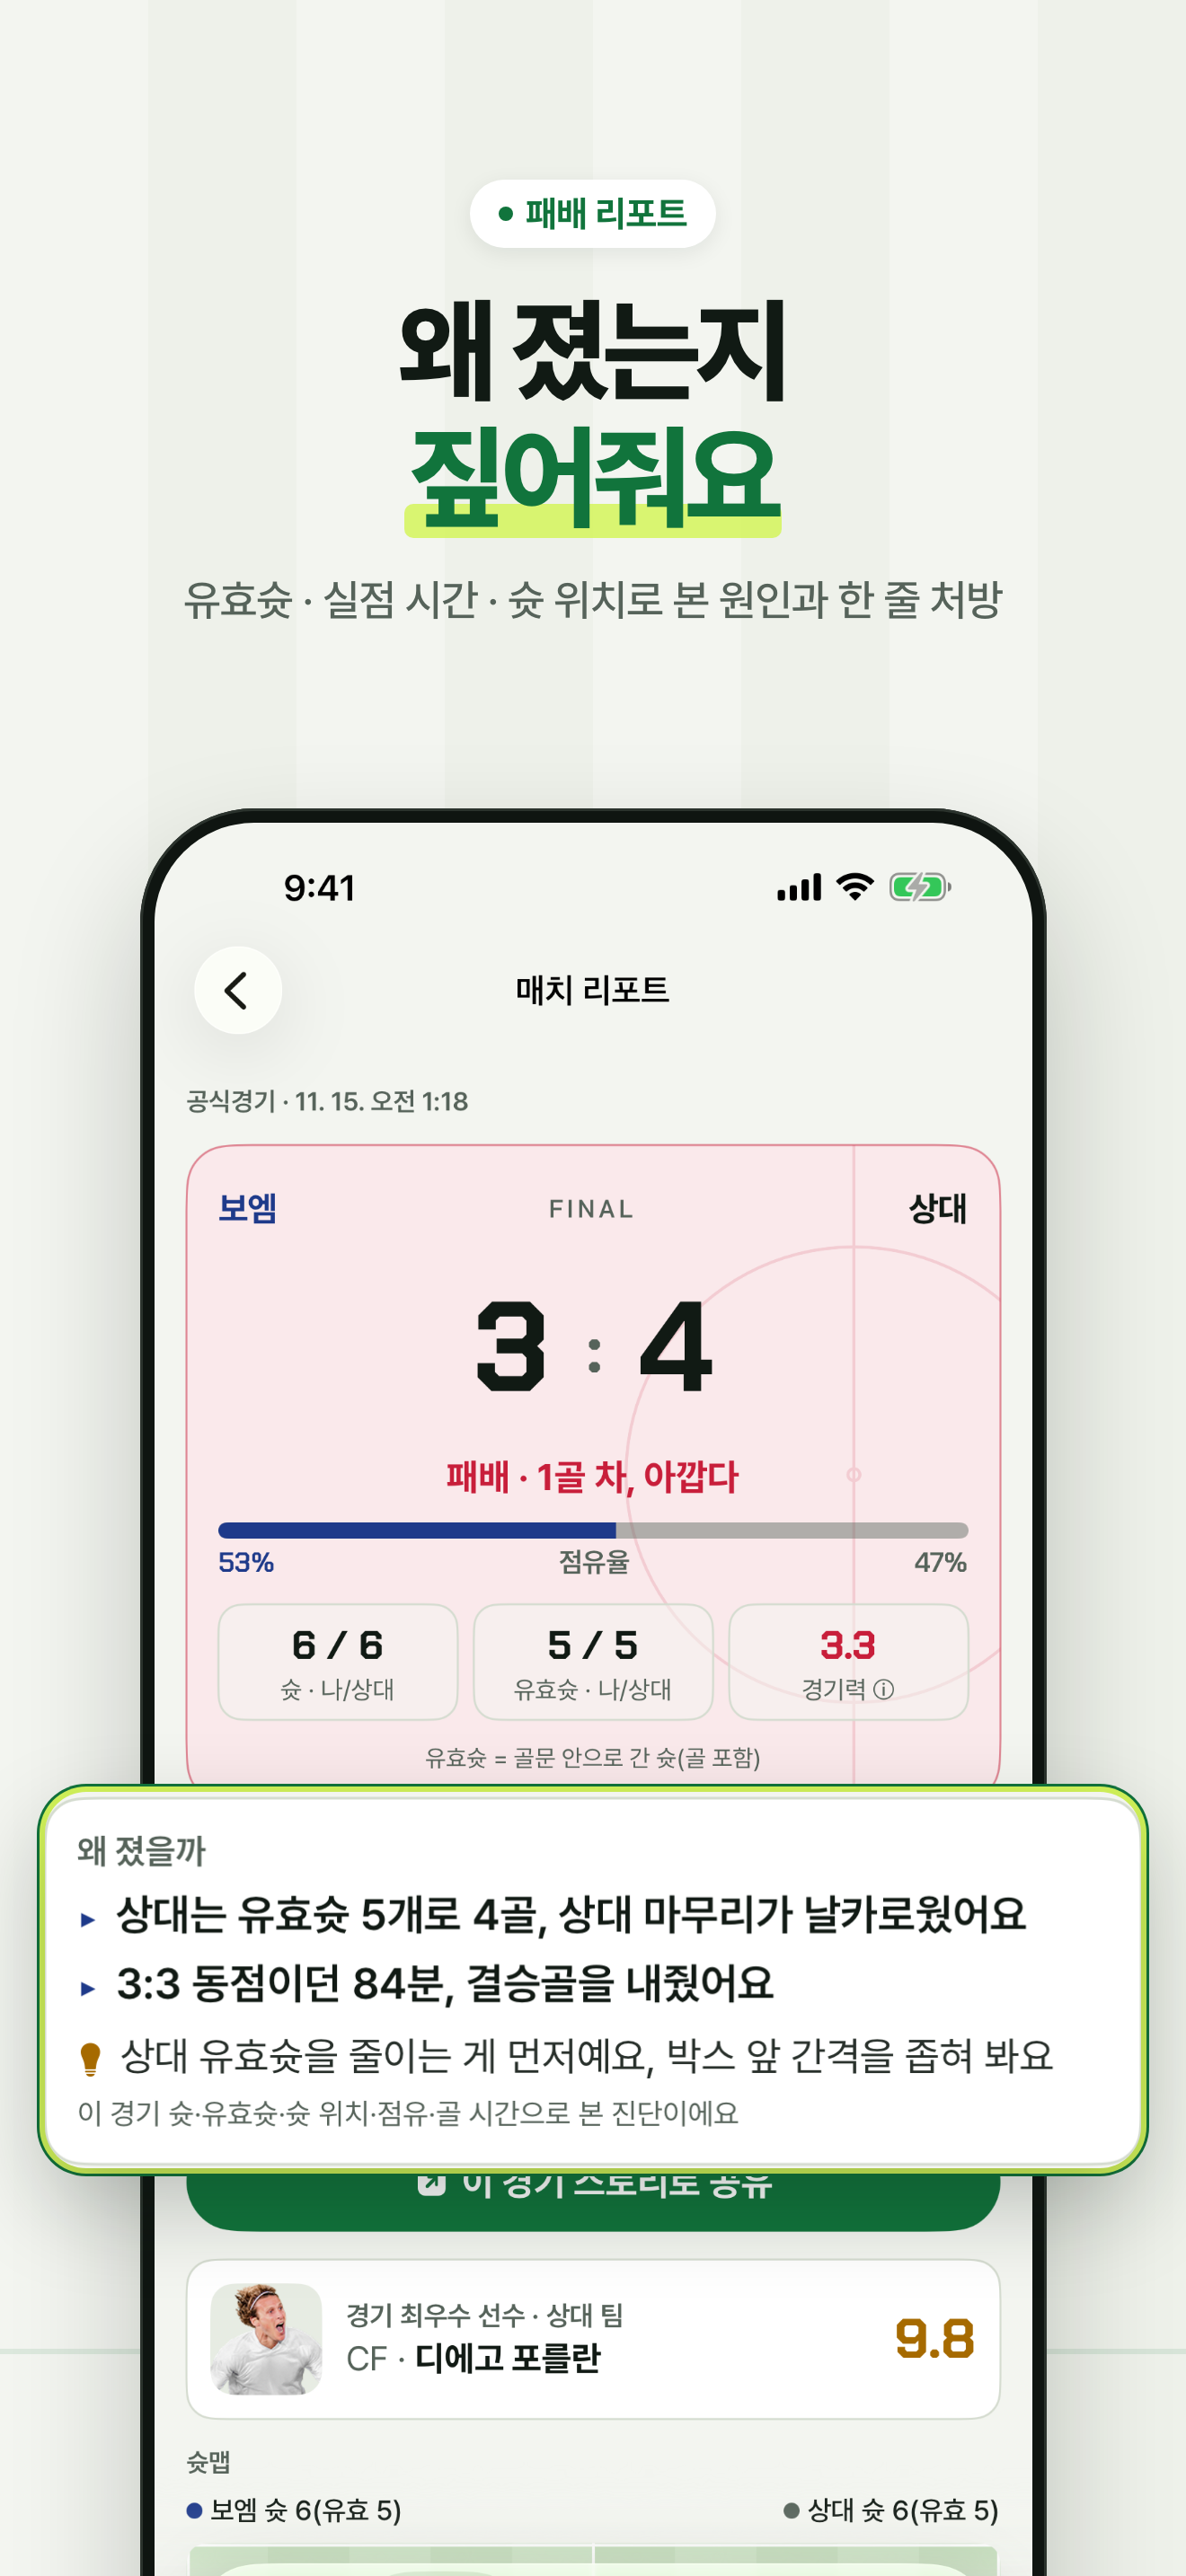 패배 리포트
왜 졌는지
짚어줘요
유효슛 · 실점 시간 · 슛 위치로 본 원인과 한 줄 처방
9:41
매치 리포트
공식경기 · 11. 15. 오전 1:18
보엠 FINAL 상대
3 : 4
패배 · 1골 차, 아깝다
53% 점유율 47%
6 / 6 5 / 5 3.3
슛 · 나/상대 유효슛 · 나/상대 경기력 ⓘ
유효슛 = 골문 안으로 간 슛(골 포함)
왜 졌을까
▸ 상대는 유효슛 5개로 4골, 상대 마무리가 날카로웠어요
▸ 3:3 동점이던 84분, 결승골을 내줬어요
상대 유효슛을 줄이는 게 먼저예요, 박스 앞 간격을 좁혀 봐요
이 경기 슛·유효슛·슛 위치·점유·골 시간으로 본 진단이에요
이 경기 스토리로 공유
경기 최우수 선수 · 상대 팀
CF · 디에고 포를란
9.8
슛맵
보엠 슛 6(유효 5) 상대 슛 6(유효 5)